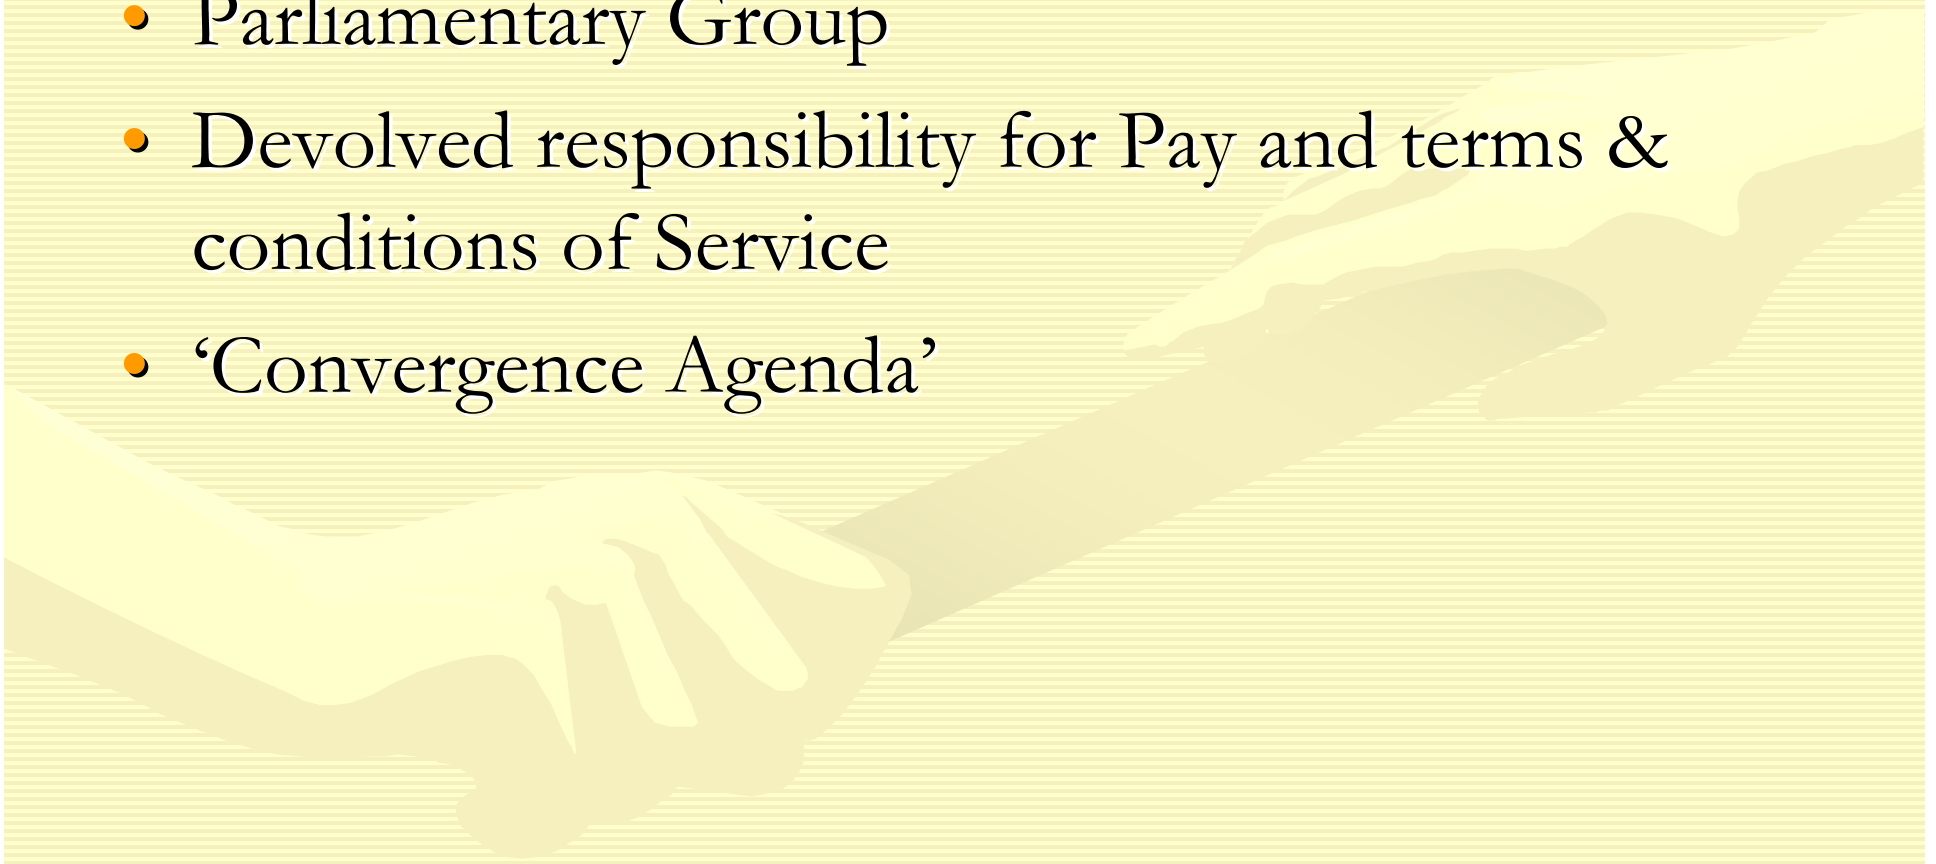 • Parliamentary Group
• Devolved responsibility for Pay and terms &
conditions of Service
• ‘Convergence Agenda’